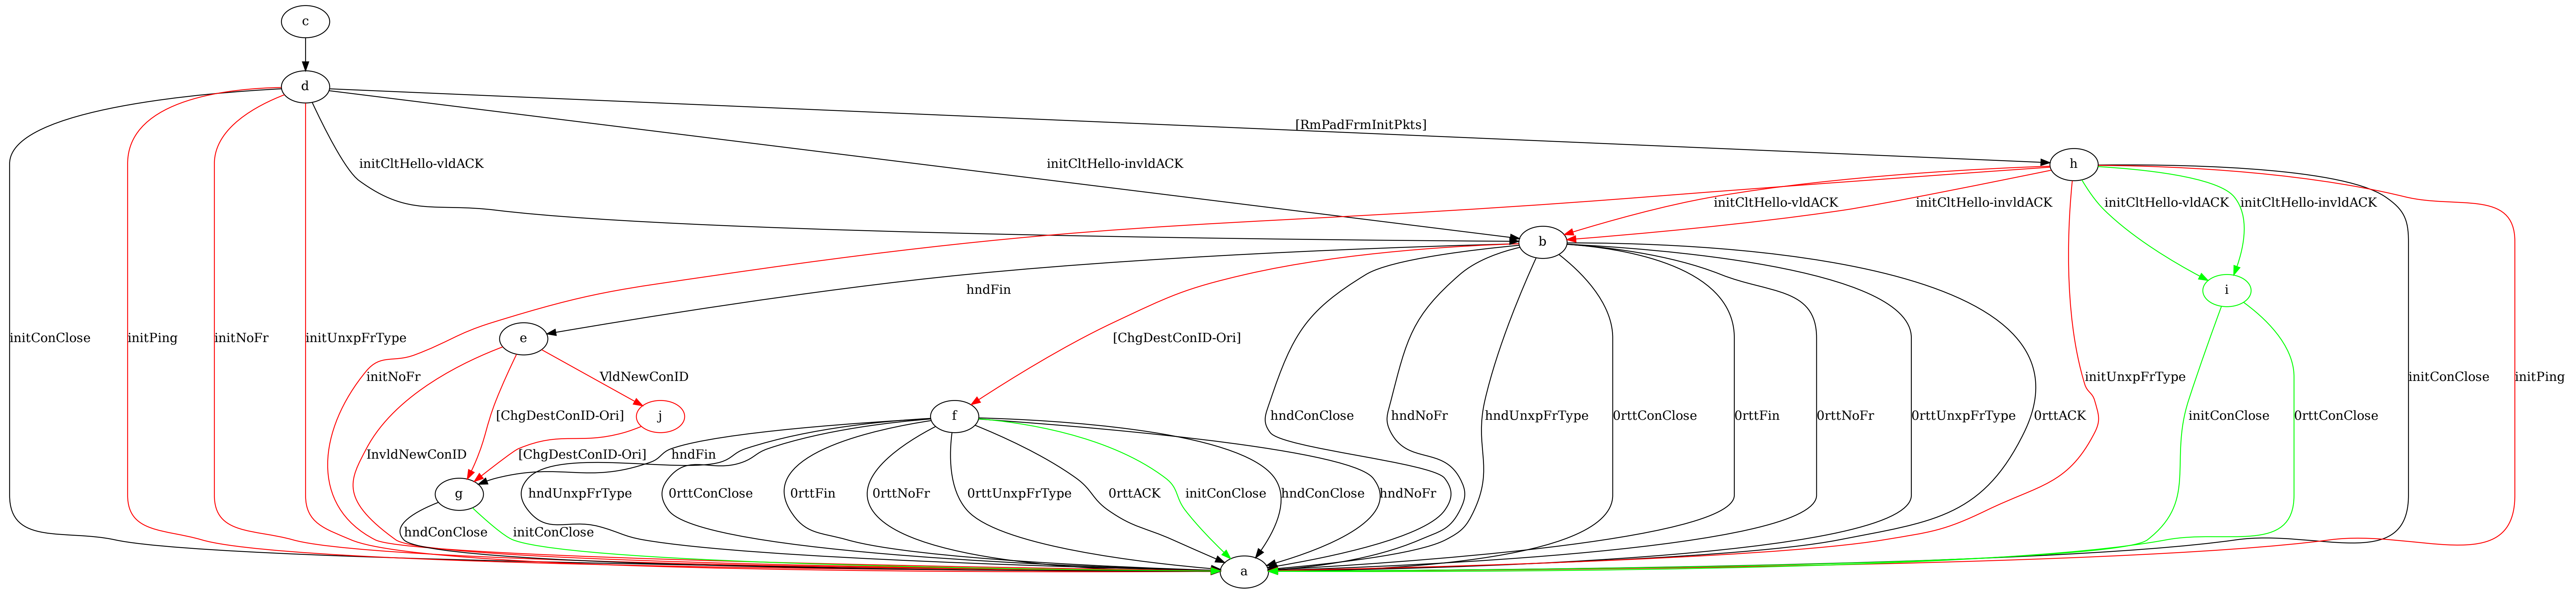 c
d
[RmPadFrmInitPkts]
initCltHello-vldACK
initCltHello-invldACK
h
initCltHello-vldACK
initCltHello-invldACK
initCltHello-vldACK
initCltHello-invldACK
b
hndFin
i
initConClose
initPing
initNoFr
initUnxpFrType
e
[ChgDestConID-Ori]
initNoFr
VldNewConID
initUnxpFrType
initConClose
initPing
[ChgDestConID-Ori]
j
f
hndConClose
hndNoFr
hndUnxpFrType
0rttConClose
0rttFin
0rttNoFr
0rttUnxpFrType
0rttACK
initConClose
0rttConClose
InvldNewConID
[ChgDestConID-Ori]
hndFin
g
hndUnxpFrType
0rttConClose
0rttFin
0rttNoFr
0rttUnxpFrType
0rttACK
initConClose
hndConClose
hndNoFr
hndConClose
initConClose
a